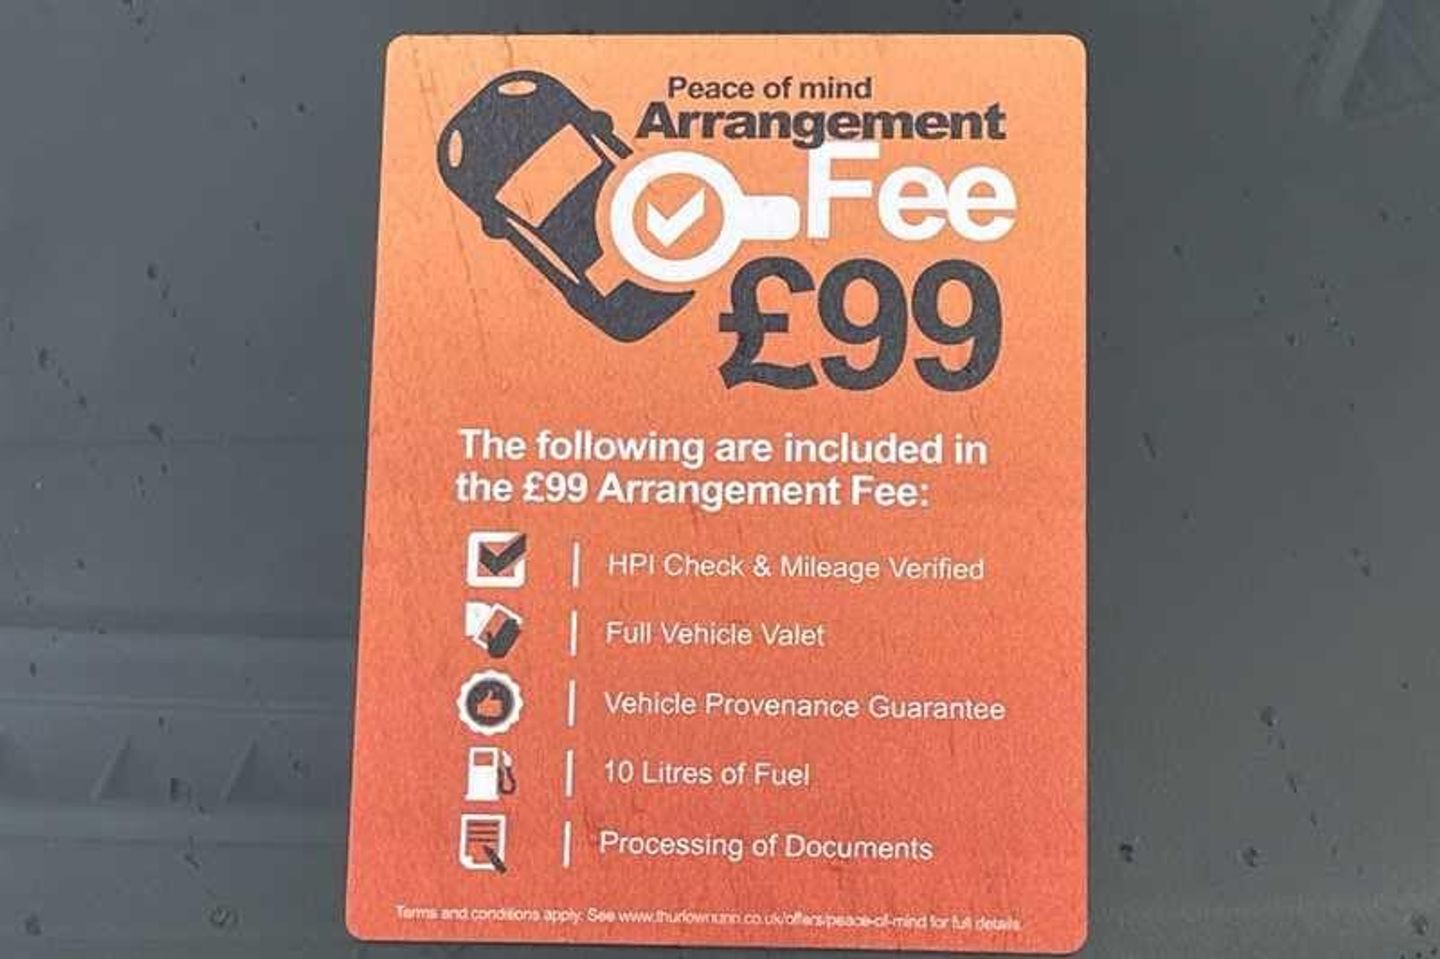 Peace of mind
Arrangement
Fee
£99
The following are included in
the £99 Arrangement Fee:
HPI Check & Mileage Verified
Full Vehicle Valet
Vehicle Provenance Guarantee
10 Litres of Fuel
Processing of Documents
Terms and conditions apply. See www.thurlownunn.co.uk/offers/peace-of-mind for full details.